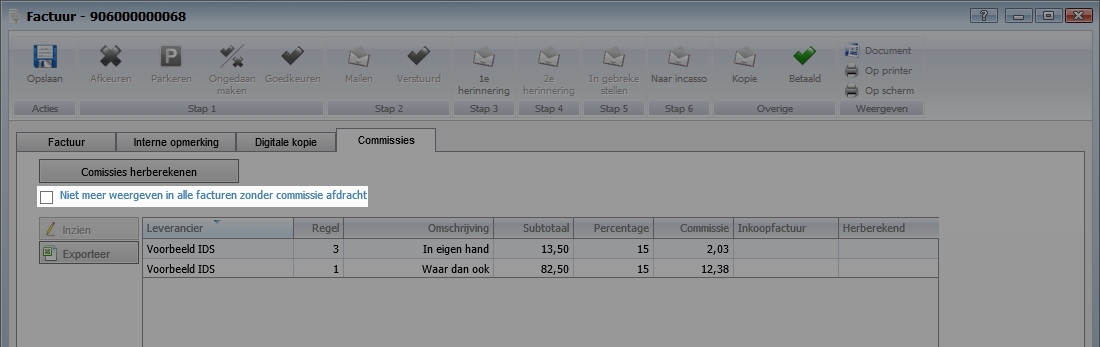 Factuur - 906000000068
Opslaan
Afkeuren
Parkeren
Ongedaan
maken
Goedkeuren
Mailen
Verstuurd
1e
herinnering
2e
herinnering
In gebreke
stellen
Naar incasso
Kopie
Betaald
Document
Op printer
Op scherm
Acties
Stap 1
Stap 2
Stap 3
Stap 4
Stap 5
Stap 6
Overige
Weergeven
Factuur
Interne opmerking
Digitale kopie
Commissies
Comissies herberekenen
Niet meer weergeven in alle facturen zonder commissie afdracht
Inzien
Exporteer
Leverancier Regel Omschrijving Subtotaal Percentage Commissie Inkoopfactuur Herberekend
Voorbeeld IDS 3 In eigen hand 13,50 15 2,03
Voorbeeld IDS 1 Waar dan ook 82,50 15 12,38